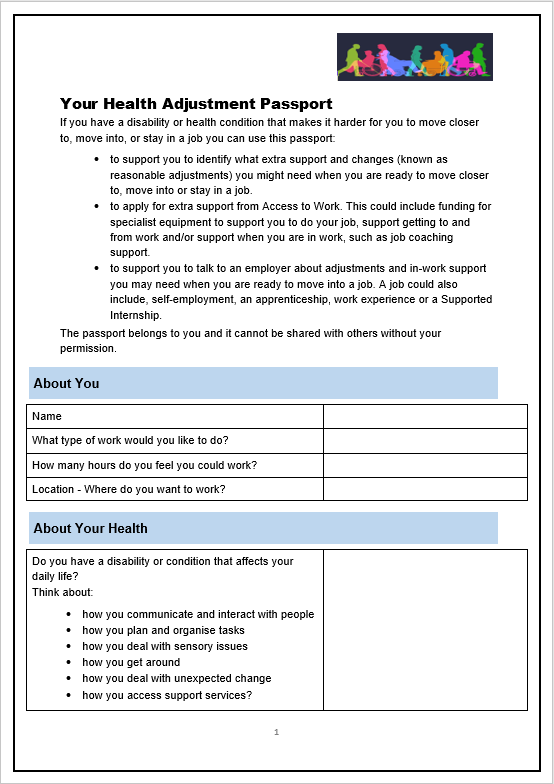 Your Health Adjustment Passport
If you have a disability or health condition that makes it harder for you to move closer
to, move into, or stay in a job you can use this passport:
• to support you to identify what extra support and changes (known as
reasonable adjustments) you might need when you are ready to move closer
to, move into or stay in a job.
• to apply for extra support from Access to Work. This could include funding for
specialist equipment to support you to do your job, support getting to and
from work and/or support when you are in work, such as job coaching
support.
• to support you to talk to an employer about adjustments and in-work support
you may need when you are ready to move into a job. A job could also
include, self-employment, an apprenticeship, work experience or a Supported
Internship.
The passport belongs to you and it cannot be shared with others without your
permission.
About You
Name
What type of work would you like to do?
How many hours do you feel you could work?
Location - Where do you want to work?
About Your Health
Do you have a disability or condition that affects your
daily life?
Think about:
• how you communicate and interact with people
• how you plan and organise tasks
• how you deal with sensory issues
• how you get around
• how you deal with unexpected change
• how you access support services?
1